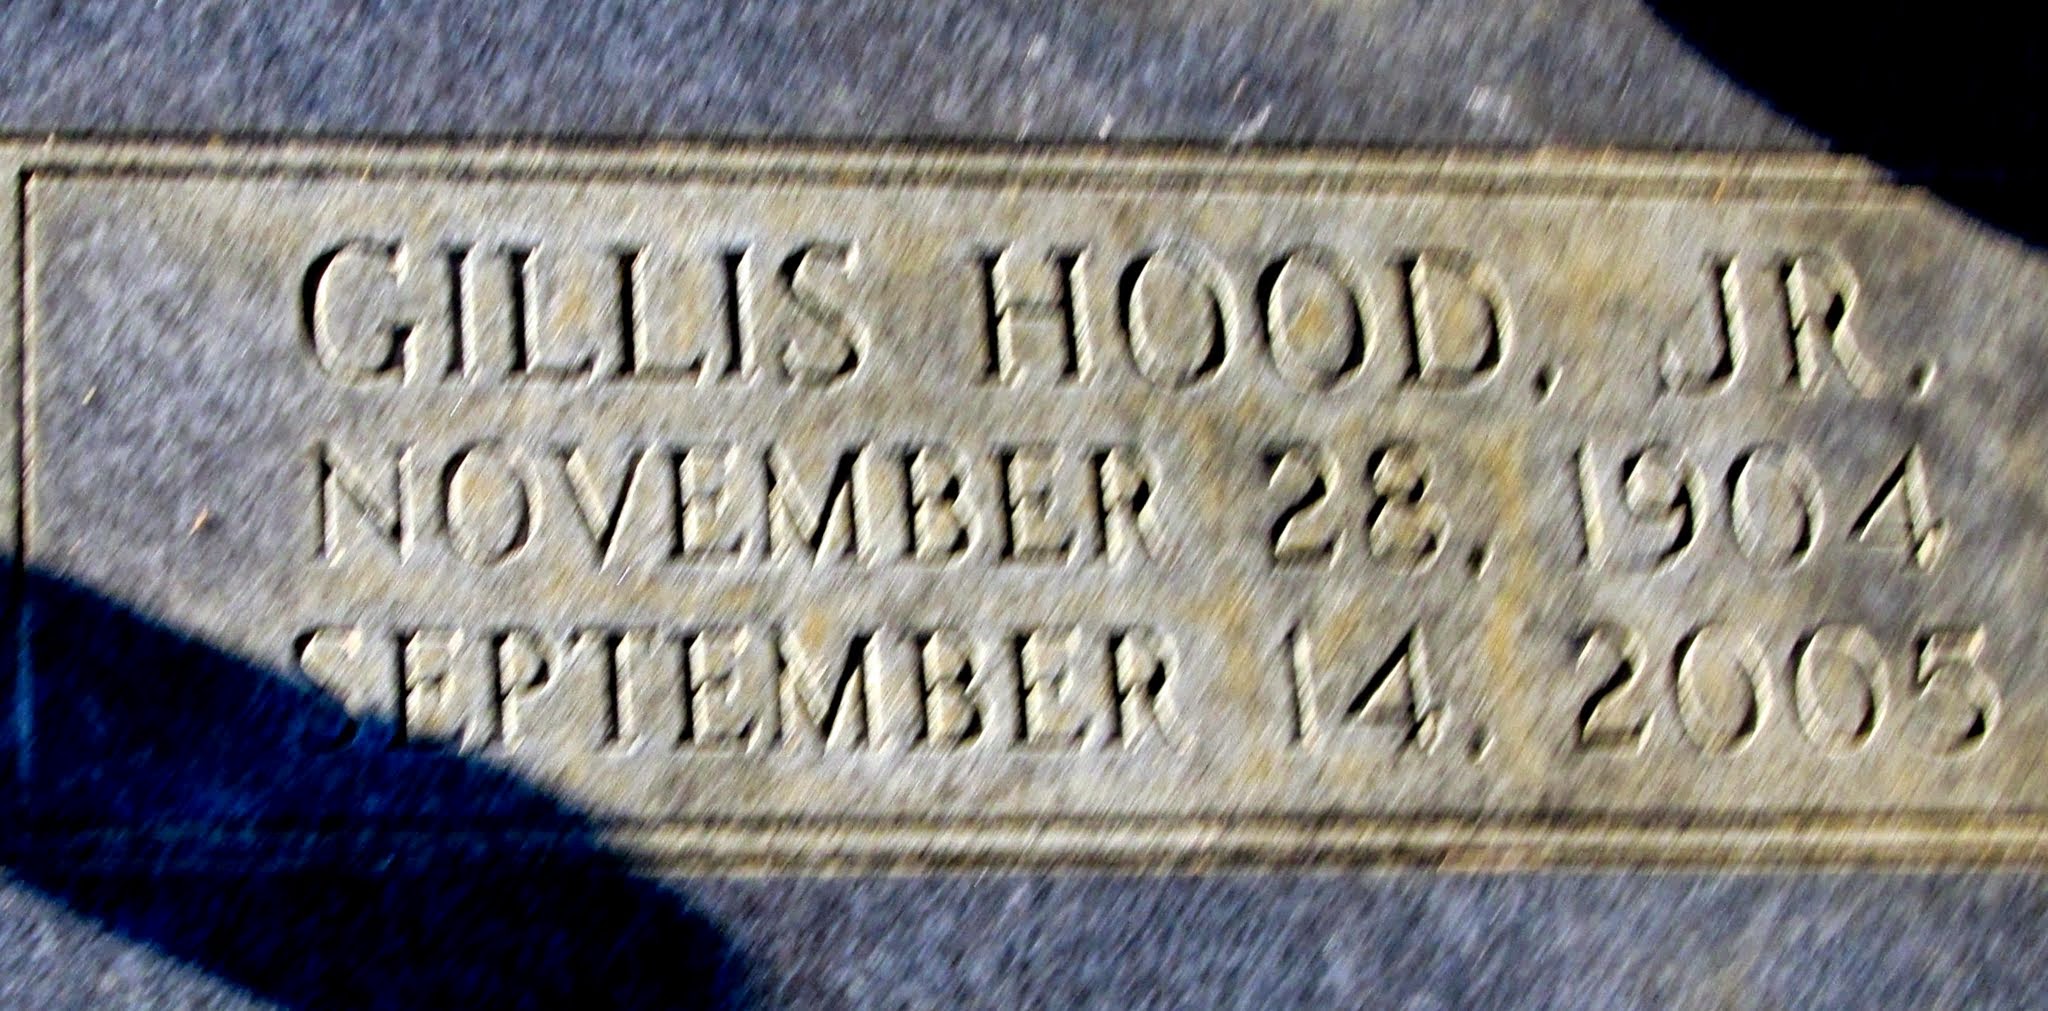 GILLIS HOOD, JR.
NOVEMBER 28, 1904
SEPTEMBER 14, 2005